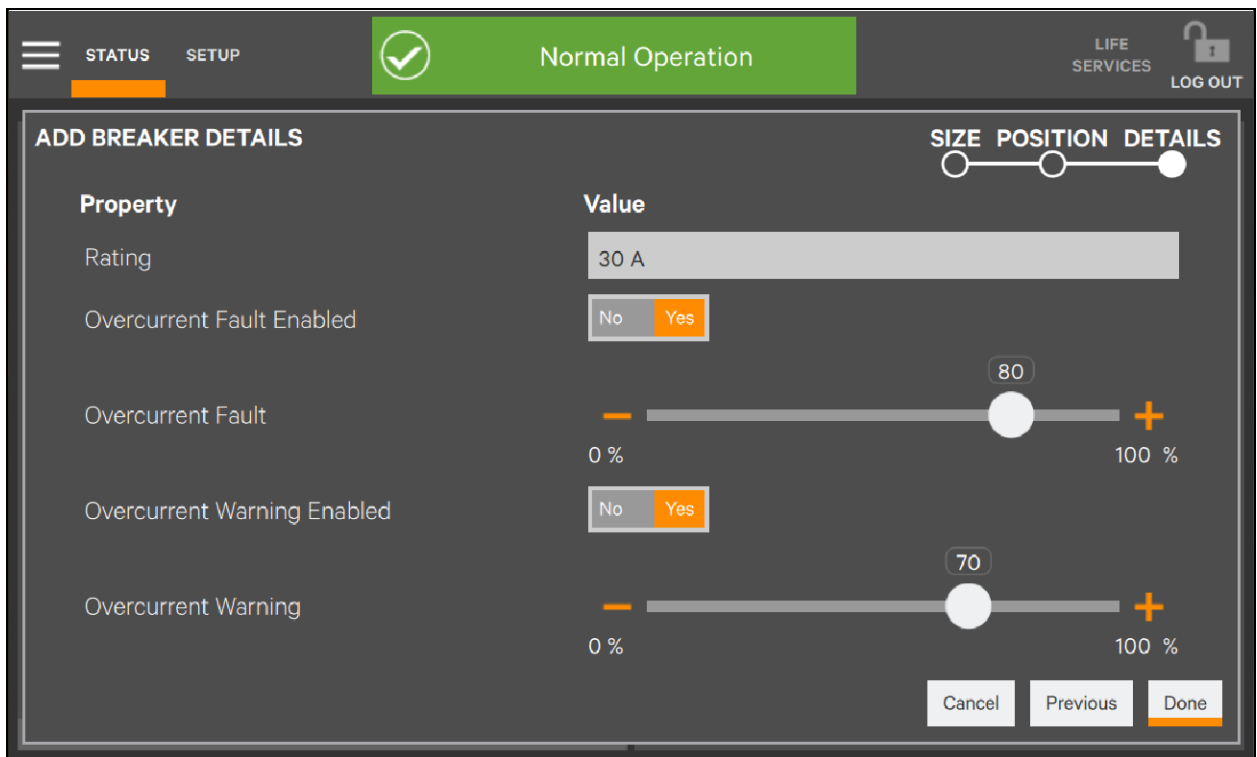 STATUS SETUP Normal Operation LIFE SERVICES LOG OUT
ADD BREAKER DETAILS SIZE POSITION DETAILS
Property Value
Rating 30 A
Overcurrent Fault Enabled No Yes
80
Overcurrent Fault
0 % 100 %
Overcurrent Warning Enabled No Yes
70
Overcurrent Warning
0 % 100 %
Cancel Previous Done